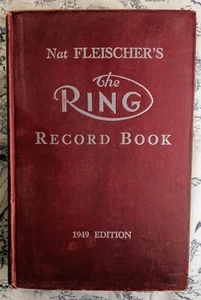 Nat FLEISCHER'S
The
RING
RECORD BOOK
1949 EDITION